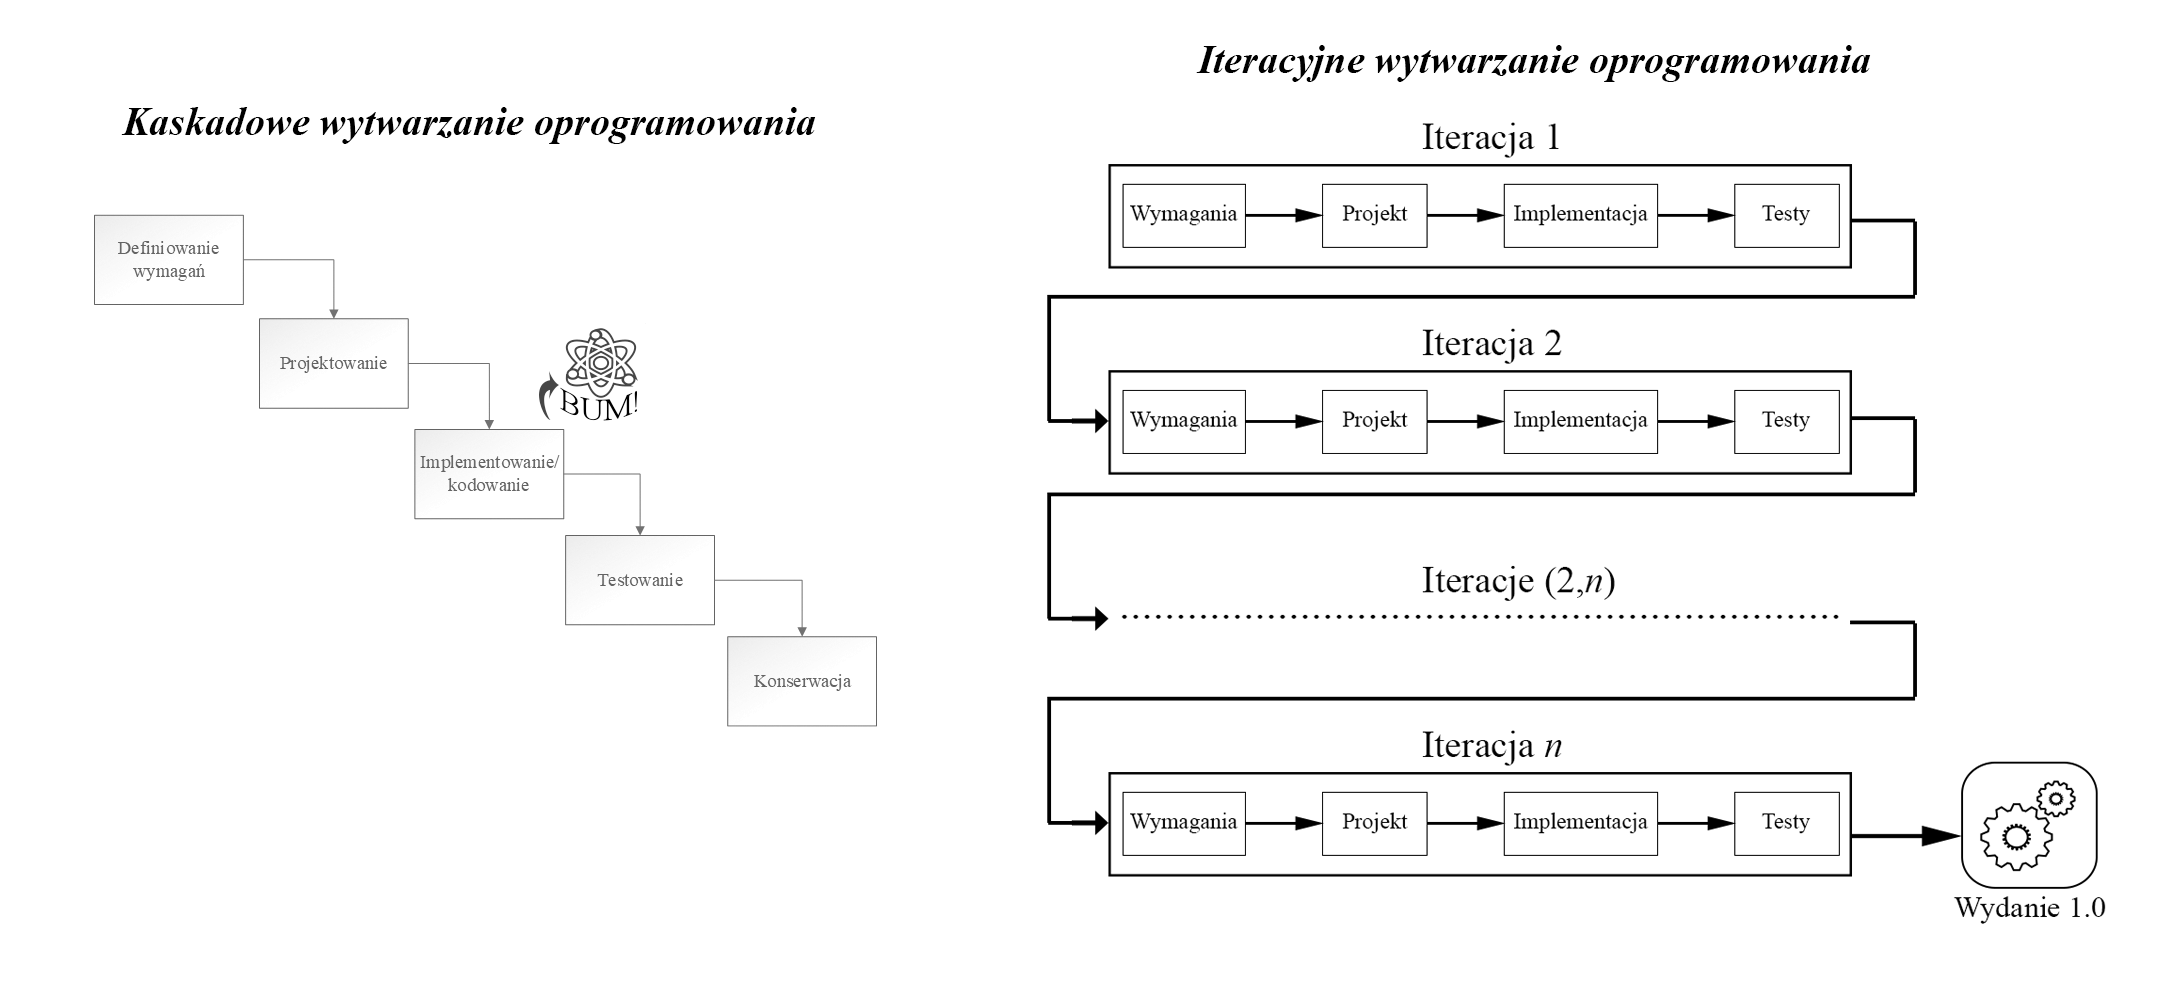 Kaskadowe wytwarzanie oprogramowania
Definiowanie
wymagań
Projektowanie
BUM!
Implementowanie/
kodowanie
Testowanie
Konserwacja
Iteracyjne wytwarzanie oprogramowania
Iteracja 1
Wymagania
Projekt
Implementacja
Testy
Iteracja 2
Wymagania
Projekt
Implementacja
Testy
Iteracje (2,n)
Iteracja n
Wymagania
Projekt
Implementacja
Testy
Wydanie 1.0